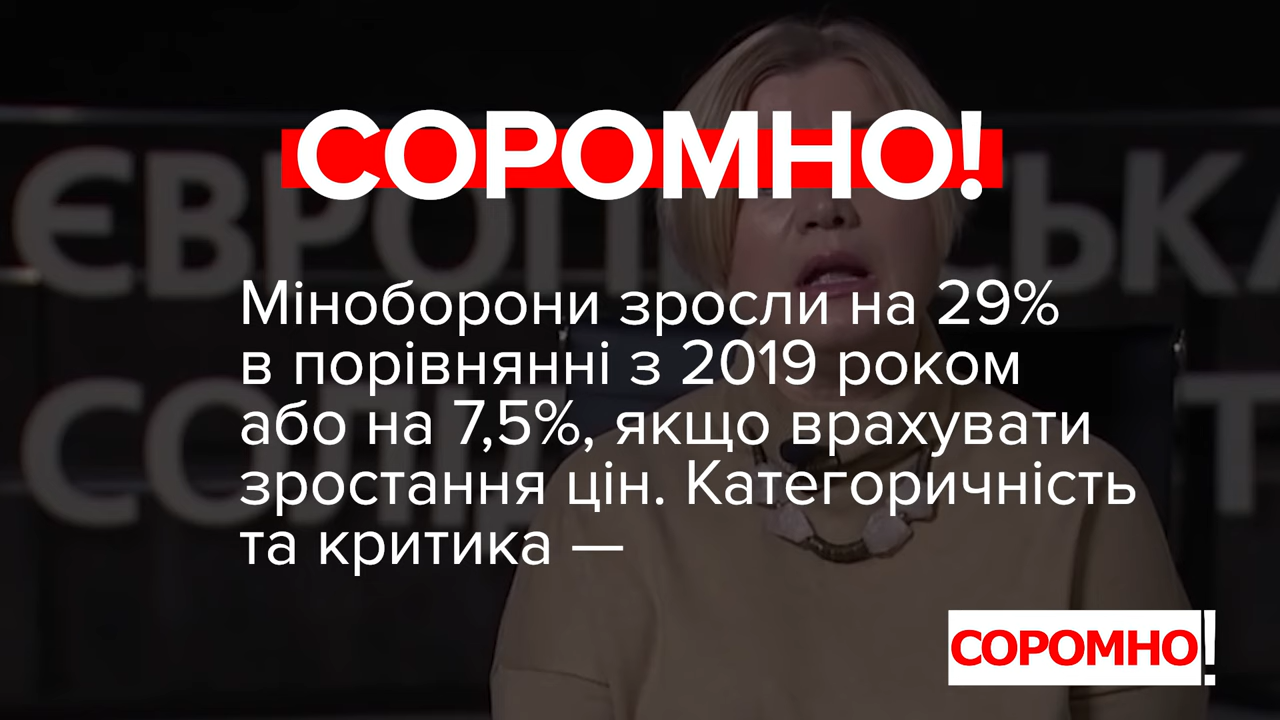 СОРОМНО!
Міноборони зросли на 29%
в порівнянні з 2019 роком
або на 7,5%, якщо врахувати
зростання цін. Категоричність
та критика —
СОРОМНО!